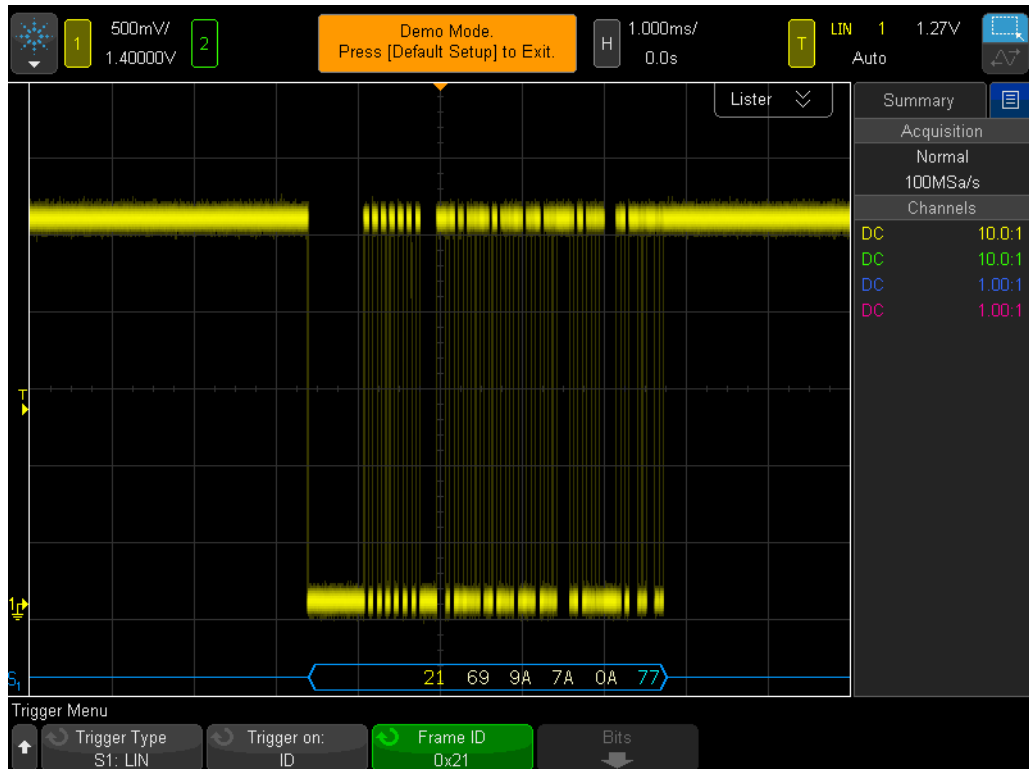 1
500mV/
1.40000V
2
Demo Mode.
Press [Default Setup] to Exit.
H
1.000ms/
0.0s
T
LIN 1 1.27V
Auto
Lister
Summary
Acquisition
Normal
100MSa/s
Channels
DC 10.0:1
DC 10.0:1
DC 1.00:1
DC 1.00:1
T
1
S1
21 69 9A 7A 0A 77
Trigger Menu
Trigger Type
S1: LIN
Trigger on:
ID
Frame ID
0x21
Bits